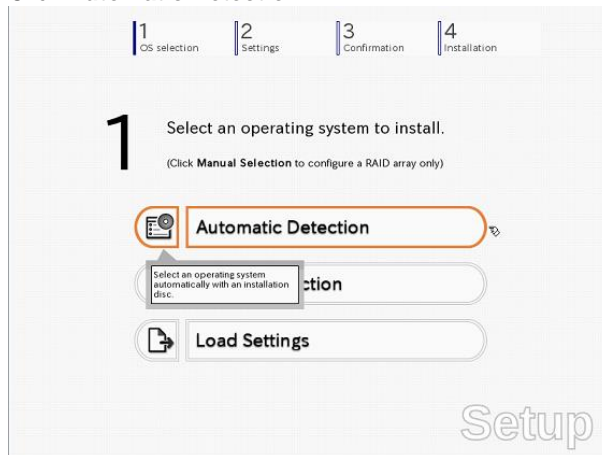 1
OS selection
2
Settings
3
Confirmation
4
Installation
1
Select an operating system to install.
(Click Manual Selection to configure a RAID array only)
Automatic Detection
Select an operating system
automatically with an installation
disc.
ction
Load Settings
Setup